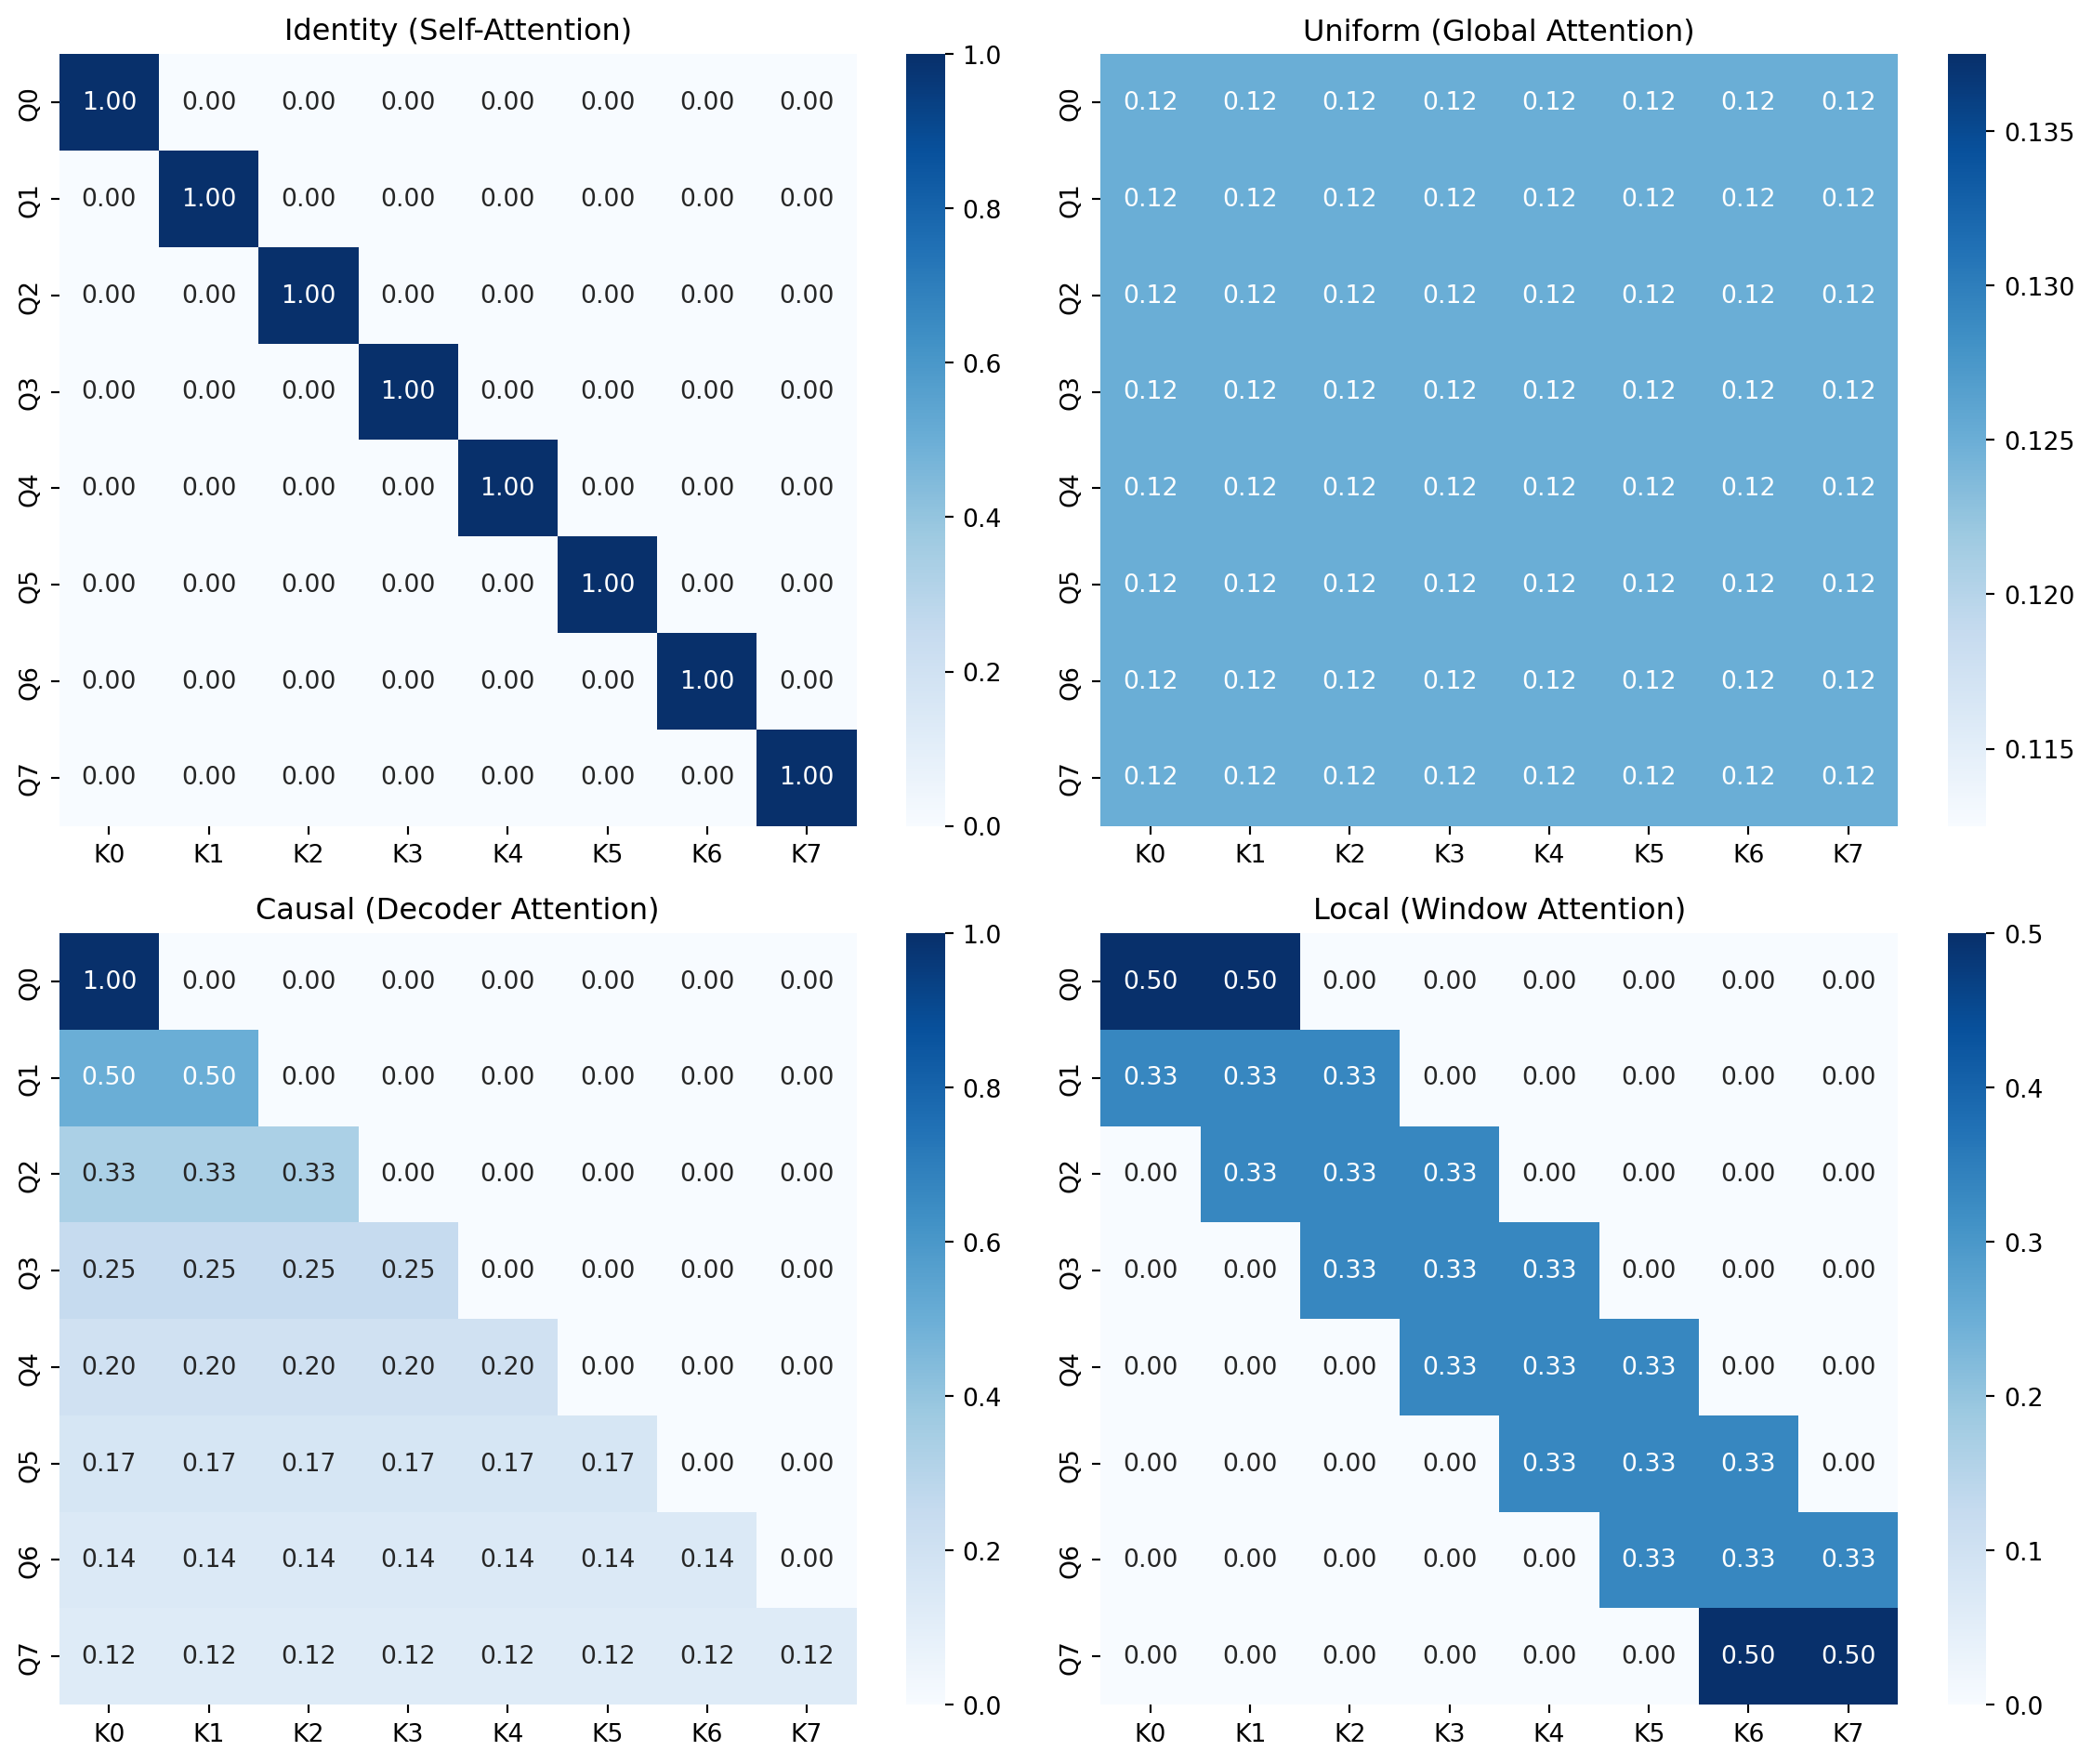 Identity (Self-Attention)
Q0 1.00 0.00 0.00 0.00 0.00 0.00 0.00 0.00
Q1 0.00 1.00 0.00 0.00 0.00 0.00 0.00 0.00
Q2 0.00 0.00 1.00 0.00 0.00 0.00 0.00 0.00
Q3 0.00 0.00 0.00 1.00 0.00 0.00 0.00 0.00
Q4 0.00 0.00 0.00 0.00 1.00 0.00 0.00 0.00
Q5 0.00 0.00 0.00 0.00 0.00 1.00 0.00 0.00
Q6 0.00 0.00 0.00 0.00 0.00 0.00 1.00 0.00
Q7 0.00 0.00 0.00 0.00 0.00 0.00 0.00 1.00
K0 K1 K2 K3 K4 K5 K6 K7
1.0
0.8
0.6
0.4
0.2
0.0
Uniform (Global Attention)
Q0 0.12 0.12 0.12 0.12 0.12 0.12 0.12 0.12
Q1 0.12 0.12 0.12 0.12 0.12 0.12 0.12 0.12
Q2 0.12 0.12 0.12 0.12 0.12 0.12 0.12 0.12
Q3 0.12 0.12 0.12 0.12 0.12 0.12 0.12 0.12
Q4 0.12 0.12 0.12 0.12 0.12 0.12 0.12 0.12
Q5 0.12 0.12 0.12 0.12 0.12 0.12 0.12 0.12
Q6 0.12 0.12 0.12 0.12 0.12 0.12 0.12 0.12
Q7 0.12 0.12 0.12 0.12 0.12 0.12 0.12 0.12
K0 K1 K2 K3 K4 K5 K6 K7
0.135
0.130
0.125
0.120
0.115
Causal (Decoder Attention)
Q0 1.00 0.00 0.00 0.00 0.00 0.00 0.00 0.00
Q1 0.50 0.50 0.00 0.00 0.00 0.00 0.00 0.00
Q2 0.33 0.33 0.33 0.00 0.00 0.00 0.00 0.00
Q3 0.25 0.25 0.25 0.25 0.00 0.00 0.00 0.00
Q4 0.20 0.20 0.20 0.20 0.20 0.00 0.00 0.00
Q5 0.17 0.17 0.17 0.17 0.17 0.17 0.00 0.00
Q6 0.14 0.14 0.14 0.14 0.14 0.14 0.14 0.00
Q7 0.12 0.12 0.12 0.12 0.12 0.12 0.12 0.12
K0 K1 K2 K3 K4 K5 K6 K7
1.0
0.8
0.6
0.4
0.2
0.0
Local (Window Attention)
Q0 0.50 0.50 0.00 0.00 0.00 0.00 0.00 0.00
Q1 0.33 0.33 0.33 0.00 0.00 0.00 0.00 0.00
Q2 0.00 0.33 0.33 0.33 0.00 0.00 0.00 0.00
Q3 0.00 0.00 0.33 0.33 0.33 0.00 0.00 0.00
Q4 0.00 0.00 0.00 0.33 0.33 0.33 0.00 0.00
Q5 0.00 0.00 0.00 0.00 0.33 0.33 0.33 0.00
Q6 0.00 0.00 0.00 0.00 0.00 0.33 0.33 0.33
Q7 0.00 0.00 0.00 0.00 0.00 0.00 0.50 0.50
K0 K1 K2 K3 K4 K5 K6 K7
0.5
0.4
0.3
0.2
0.1
0.0